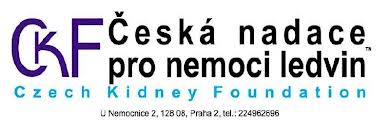 CKF Česká nadace
pro nemoci ledvin™
Czech Kidney Foundation
U Nemocnice 2, 128 08, Praha 2, tel.: 224962696